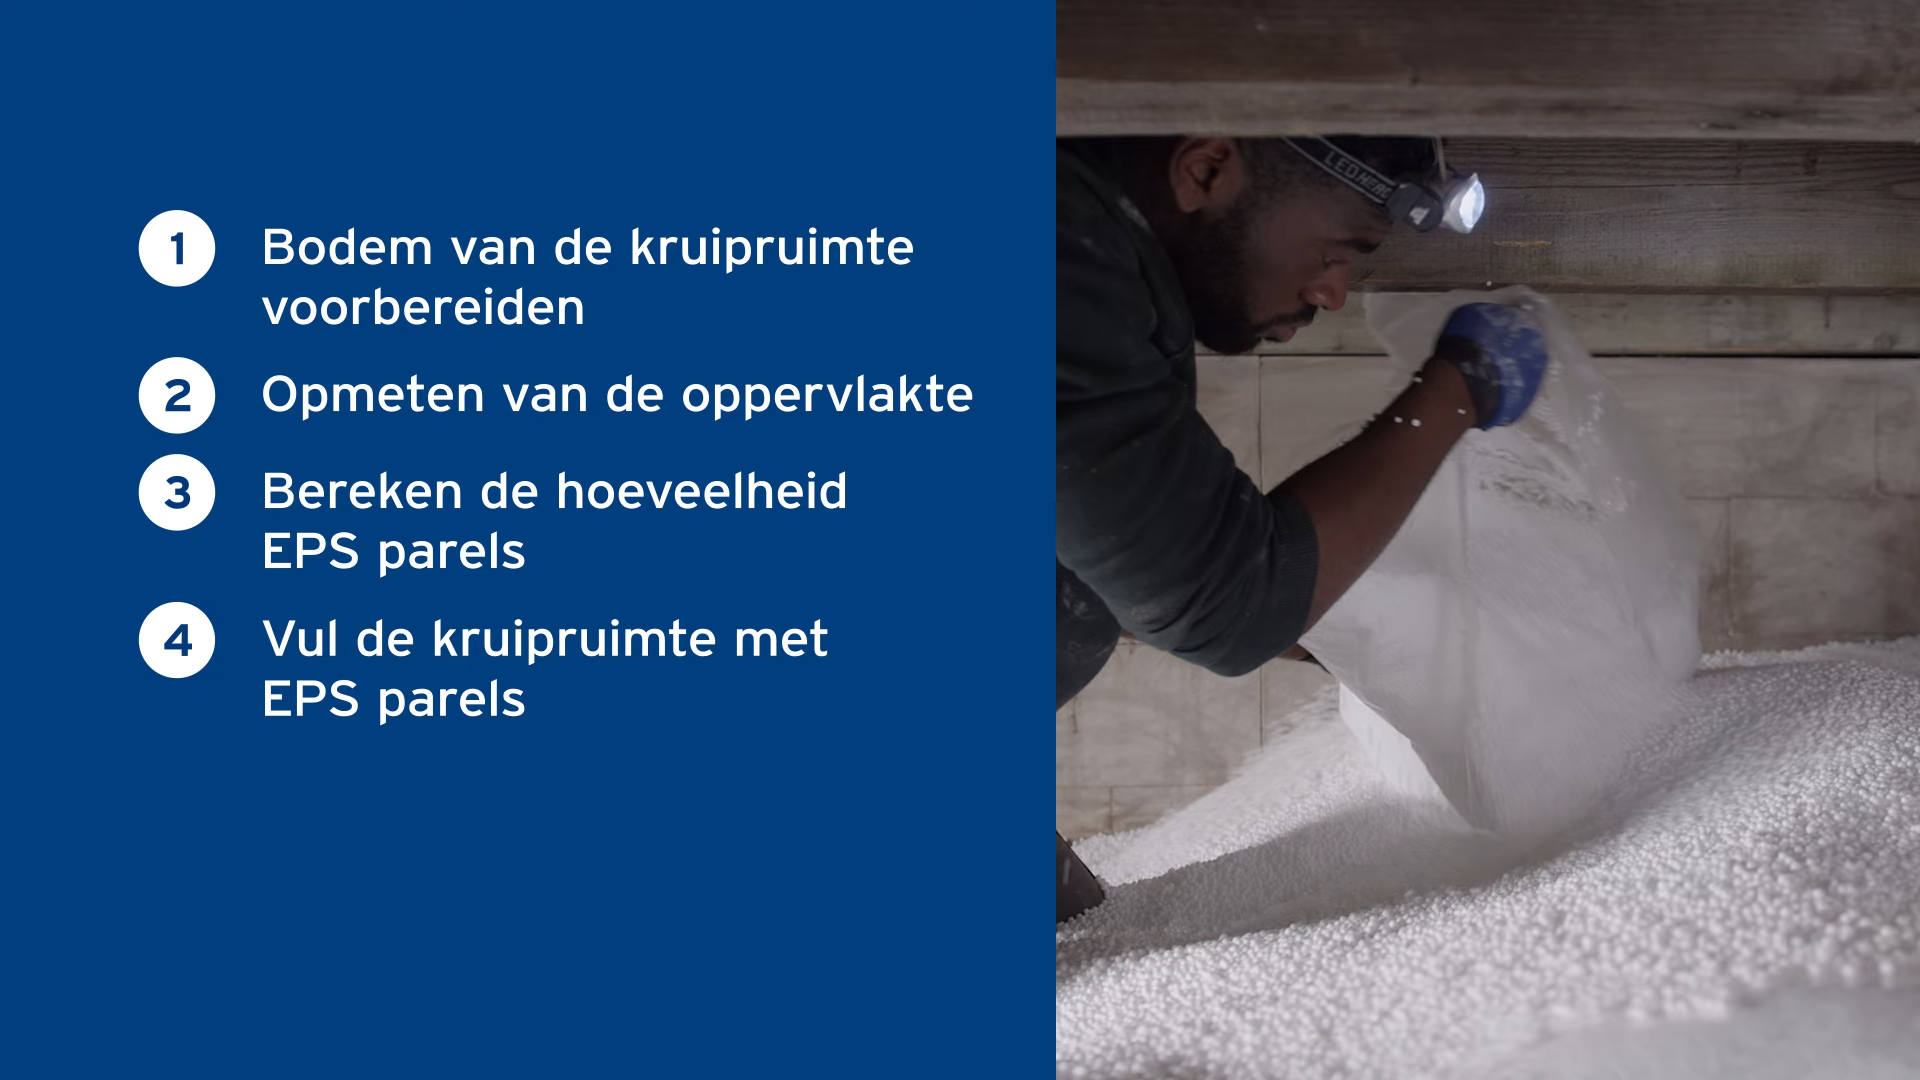 1 Bodem van de kruipruimte
voorbereiden
2 Opmeten van de oppervlakte
3 Bereken de hoeveelheid
EPS parels
4 Vul de kruipruimte met
EPS parels